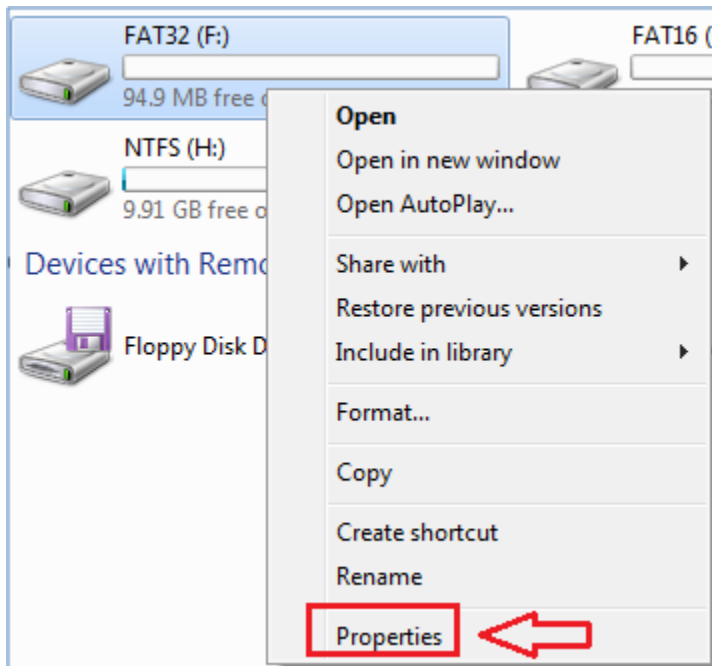 FAT32 (F:)
FAT16 (
94.9 MB free
NTFS (H:)
9.91 GB free o
Devices with Remo
Floppy Disk D
Open
Open in new window
Open AutoPlay...
Share with
Restore previous versions
Include in library
Format...
Copy
Create shortcut
Rename
Properties